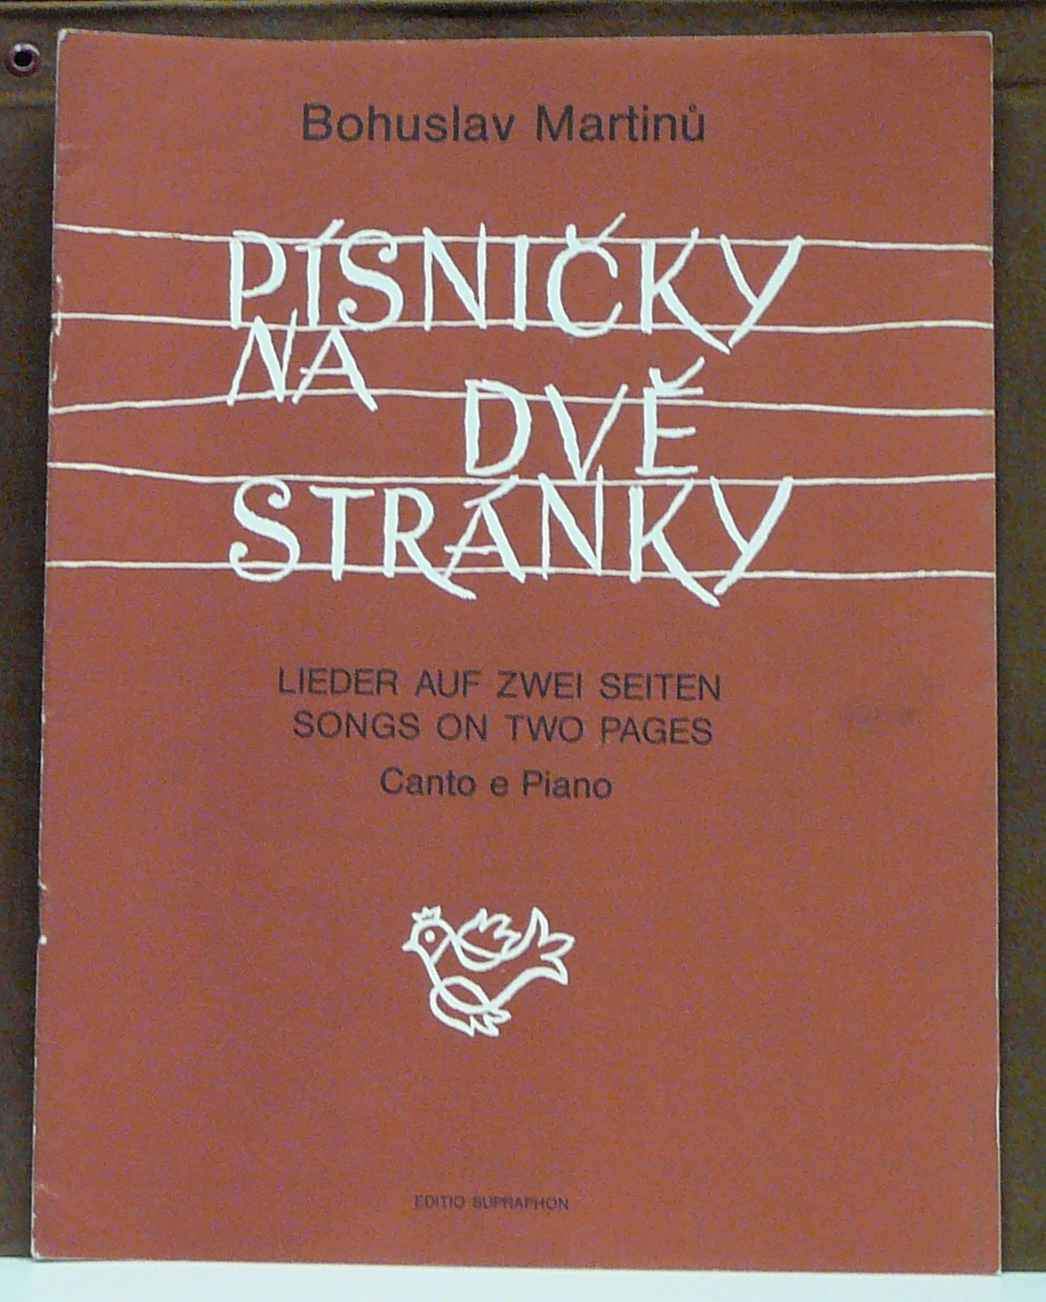 Bohuslav Martinů
PÍSNIČKY
NA
DVĚ
STRÁNKY
LIEDER AUF ZWEI SEITEN
SONGS ON TWO PAGES
Canto e Piano
EDITIO SUPRAPHON